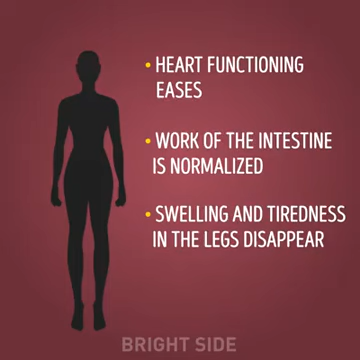 • HEART FUNCTIONING
EASES
• WORK OF THE INTESTINE
IS NORMALIZED
• SWELLING AND TIREDNESS
IN THE LEGS DISAPPEAR
BRIGHT SIDE